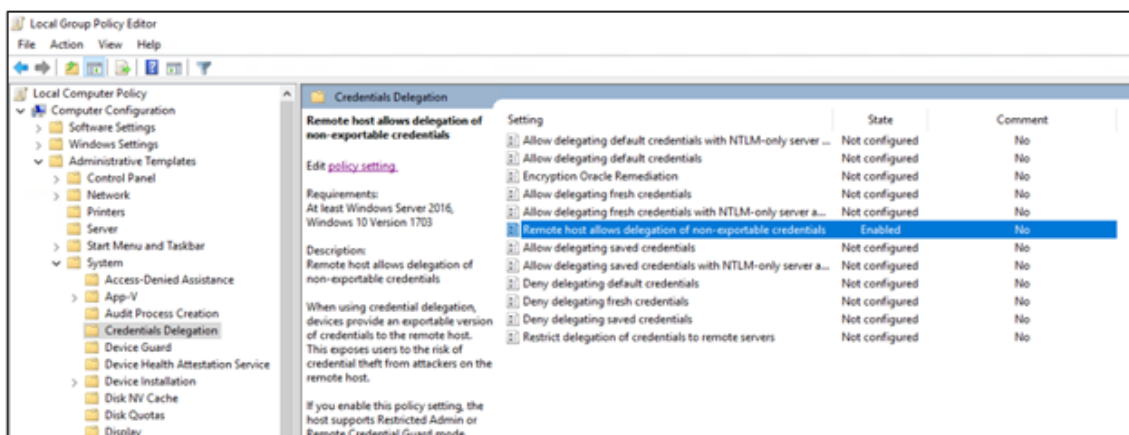 Local Group Policy Editor
File Action View Help
Local Computer Policy
Computer Configuration
Software Settings
Windows Settings
Administrative Templates
Control Panel
Network
Printers
Server
Start Menu and Taskbar
System
Access-Denied Assistance
App-V
Audit Process Creation
Credentials Delegation
Device Guard
Device Health Attestation Service
Device Installation
Disk NV Cache
Disk Quotas
Display
Credentials Delegation
Remote host allows delegation of
non-exportable credentials
Edit policy setting.
Requirements:
At least Windows Server 2016,
Windows 10 Version 1703
Description:
Remote host allows delegation of
non-exportable credentials
When using credential delegation,
devices provide an exportable version
of credentials to the remote host.
This exposes users to the risk of
credential theft from attackers on the
remote host.
If you enable this policy setting, the
host supports Restricted Admin or
Remote Credential Guard mode.
Setting State Comment
Allow delegating default credentials with NTLM-only server ... Not configured No
Allow delegating default credentials Not configured No
Encryption Oracle Remediation Not configured No
Allow delegating fresh credentials Not configured No
Allow delegating fresh credentials with NTLM-only server a... Not configured No
Remote host allows delegation of non-exportable credentials Enabled No
Allow delegating saved credentials Not configured No
Allow delegating saved credentials with NTLM-only server a... Not configured No
Deny delegating default credentials Not configured No
Deny delegating fresh credentials Not configured No
Deny delegating saved credentials Not configured No
Restrict delegation of credentials to remote servers Not configured No